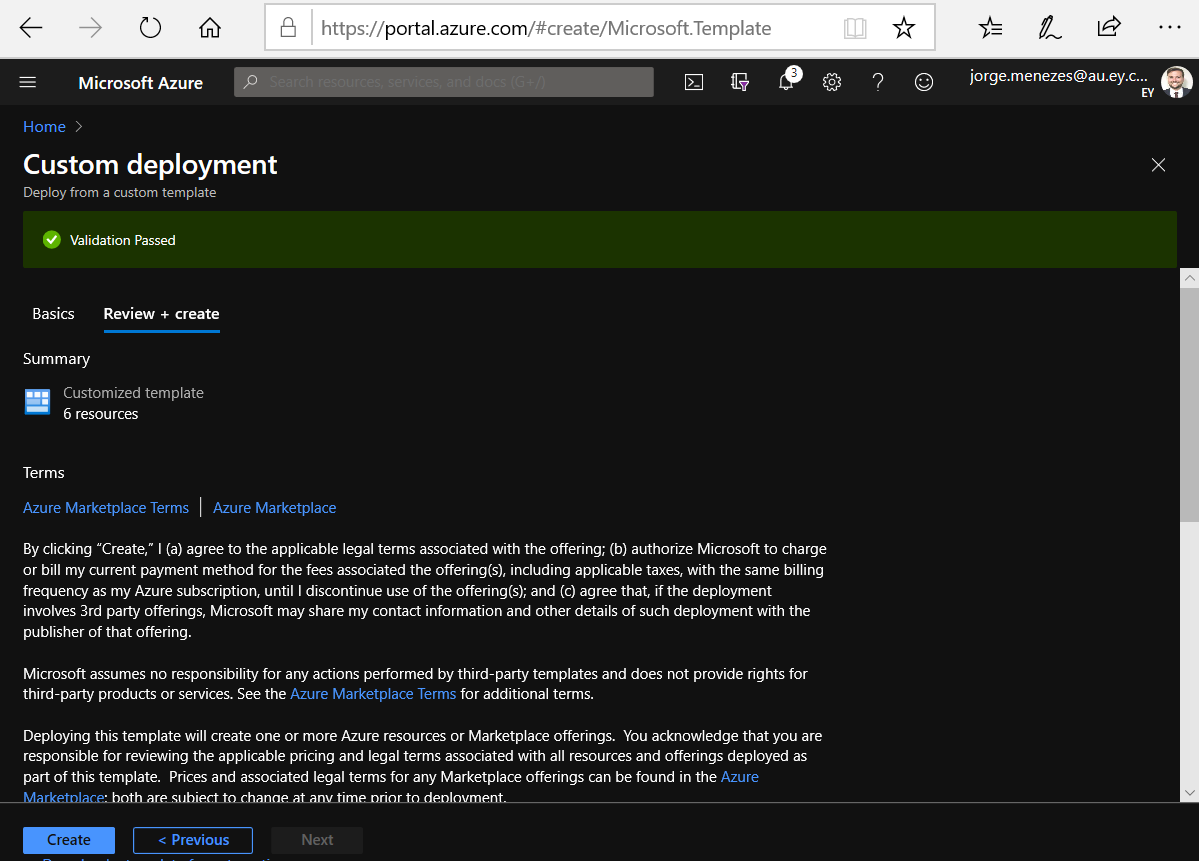 https://portal.azure.com/#create/Microsoft.Template
Microsoft Azure
Search resources, services, and docs (G+/)
3
jorge.menezes@au.ey.c...
EY
Home
Custom deployment
Deploy from a custom template
Validation Passed
Basics
Review + create
Summary
Customized template
6 resources
Terms
Azure Marketplace Terms | Azure Marketplace
By clicking “Create,” I (a) agree to the applicable legal terms associated with the offering; (b) authorize Microsoft to charge
or bill my current payment method for the fees associated the offering(s), including applicable taxes, with the same billing
frequency as my Azure subscription, until I discontinue use of the offering(s); and (c) agree that, if the deployment
involves 3rd party offerings, Microsoft may share my contact information and other details of such deployment with the
publisher of that offering.
Microsoft assumes no responsibility for any actions performed by third-party templates and does not provide rights for
third-party products or services. See the Azure Marketplace Terms for additional terms.
Deploying this template will create one or more Azure resources or Marketplace offerings.  You acknowledge that you are
responsible for reviewing the applicable pricing and legal terms associated with all resources and offerings deployed as
part of this template.  Prices and associated legal terms for any Marketplace offerings can be found in the Azure
Marketplace; both are subject to change at any time prior to deployment.
Create
< Previous
Next